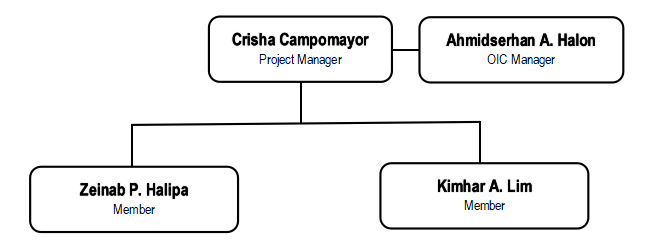 Crisha Campomayor
Project Manager
Ahmidserhan A. Halon
OIC Manager
Zeinab P. Halipa
Member
Kimhar A. Lim
Member